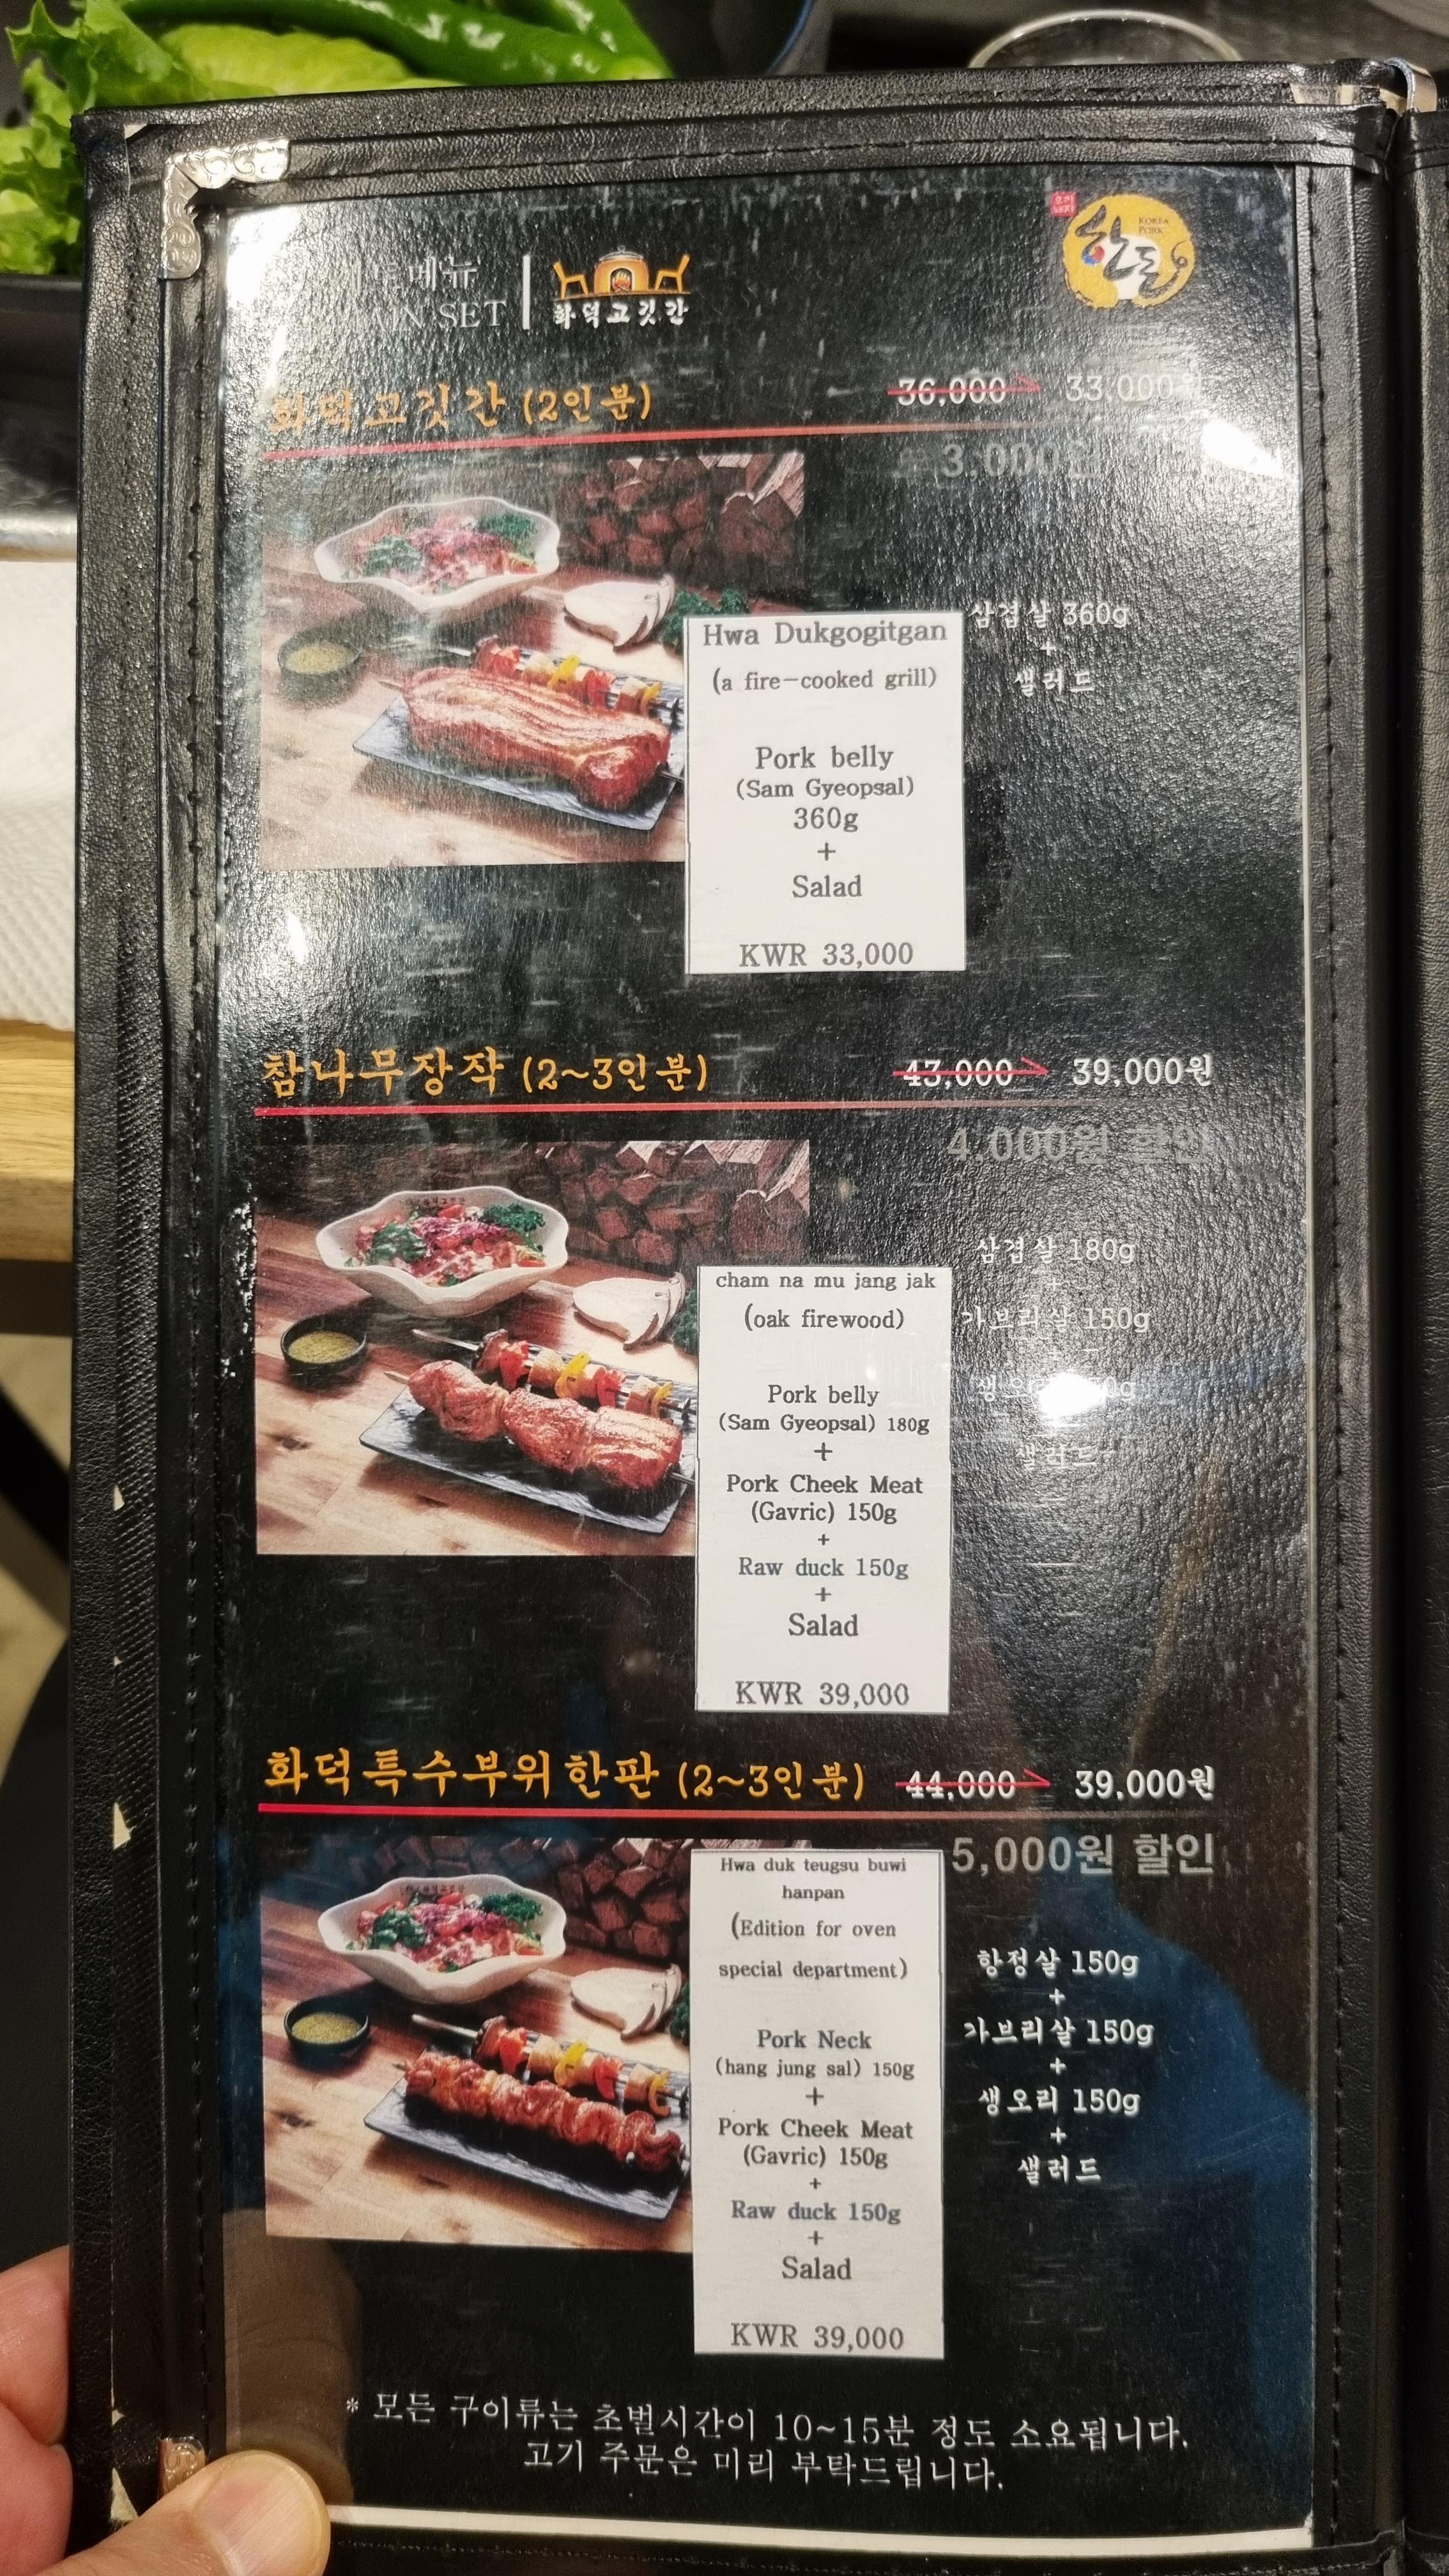 메뉴
IN SET
화덕고깃간
KOREA
PORK
한돈
화덕고깃간 (2인분) 36,000 33,000원
3,000원
Hwa Dukgogitgan
(a fire-cooked grill)
Pork belly
(Sam Gyeopsal)
360g
+
Salad
KWR 33,000
삼겹살 360g
+
샐러드
참나무장작 (2~3인분) 43,000 39,000원
4,000원 할인
cham na mu jang jak
(oak firewood)
Pork belly
(Sam Gyeopsal) 180g
+
Pork Cheek Meat
(Gavric) 150g
+
Raw duck 150g
+
Salad
KWR 39,000
삼겹살 180g
+
가브리살 150g
샐러드
화덕특수부위한판 (2~3인분) 44,000 39,000원
5,000원 할인
Hwa duk teugsu buwi
hanpan
(Edition for oven
special department)
Pork Neck
(hang jung sal) 150g
+
Pork Cheek Meat
(Gavric) 150g
+
Raw duck 150g
+
Salad
KWR 39,000
항정살 150g
+
가브리살 150g
+
생오리 150g
+
샐러드
* 모든 구이류는 초벌시간이 10~15분 정도 소요됩니다.
고기 주문은 미리 부탁드립니다.